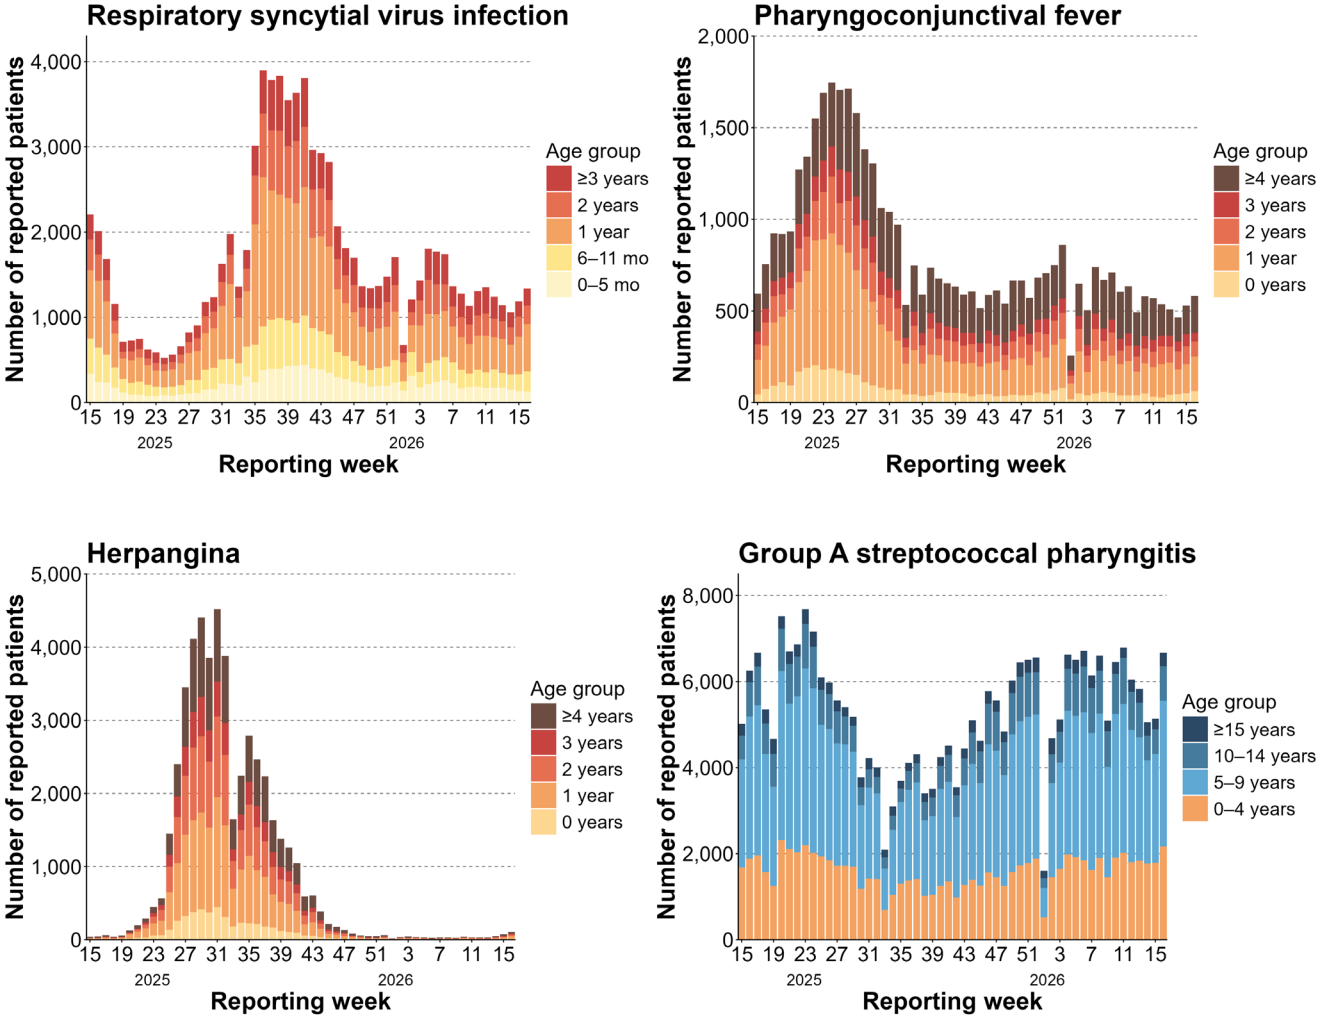 Respiratory syncytial virus infection
Number of reported patients
4,000
3,000
2,000
1,000
0
15 19 23 27 31 35 39 43 47 51 3 7 11 15
2025 2026
Reporting week
Age group
≥3 years
2 years
1 year
6–11 mo
0–5 mo
Pharyngoconjunctival fever
Number of reported patients
2,000
1,500
1,000
500
0
15 19 23 27 31 35 39 43 47 51 3 7 11 15
2025 2026
Reporting week
Age group
≥4 years
3 years
2 years
1 year
0 years
Herpangina
Number of reported patients
5,000
4,000
3,000
2,000
1,000
0
15 19 23 27 31 35 39 43 47 51 3 7 11 15
2025 2026
Reporting week
Age group
≥4 years
3 years
2 years
1 year
0 years
Group A streptococcal pharyngitis
Number of reported patients
8,000
6,000
4,000
2,000
0
15 19 23 27 31 35 39 43 47 51 3 7 11 15
2025 2026
Reporting week
Age group
≥15 years
10–14 years
5–9 years
0–4 years